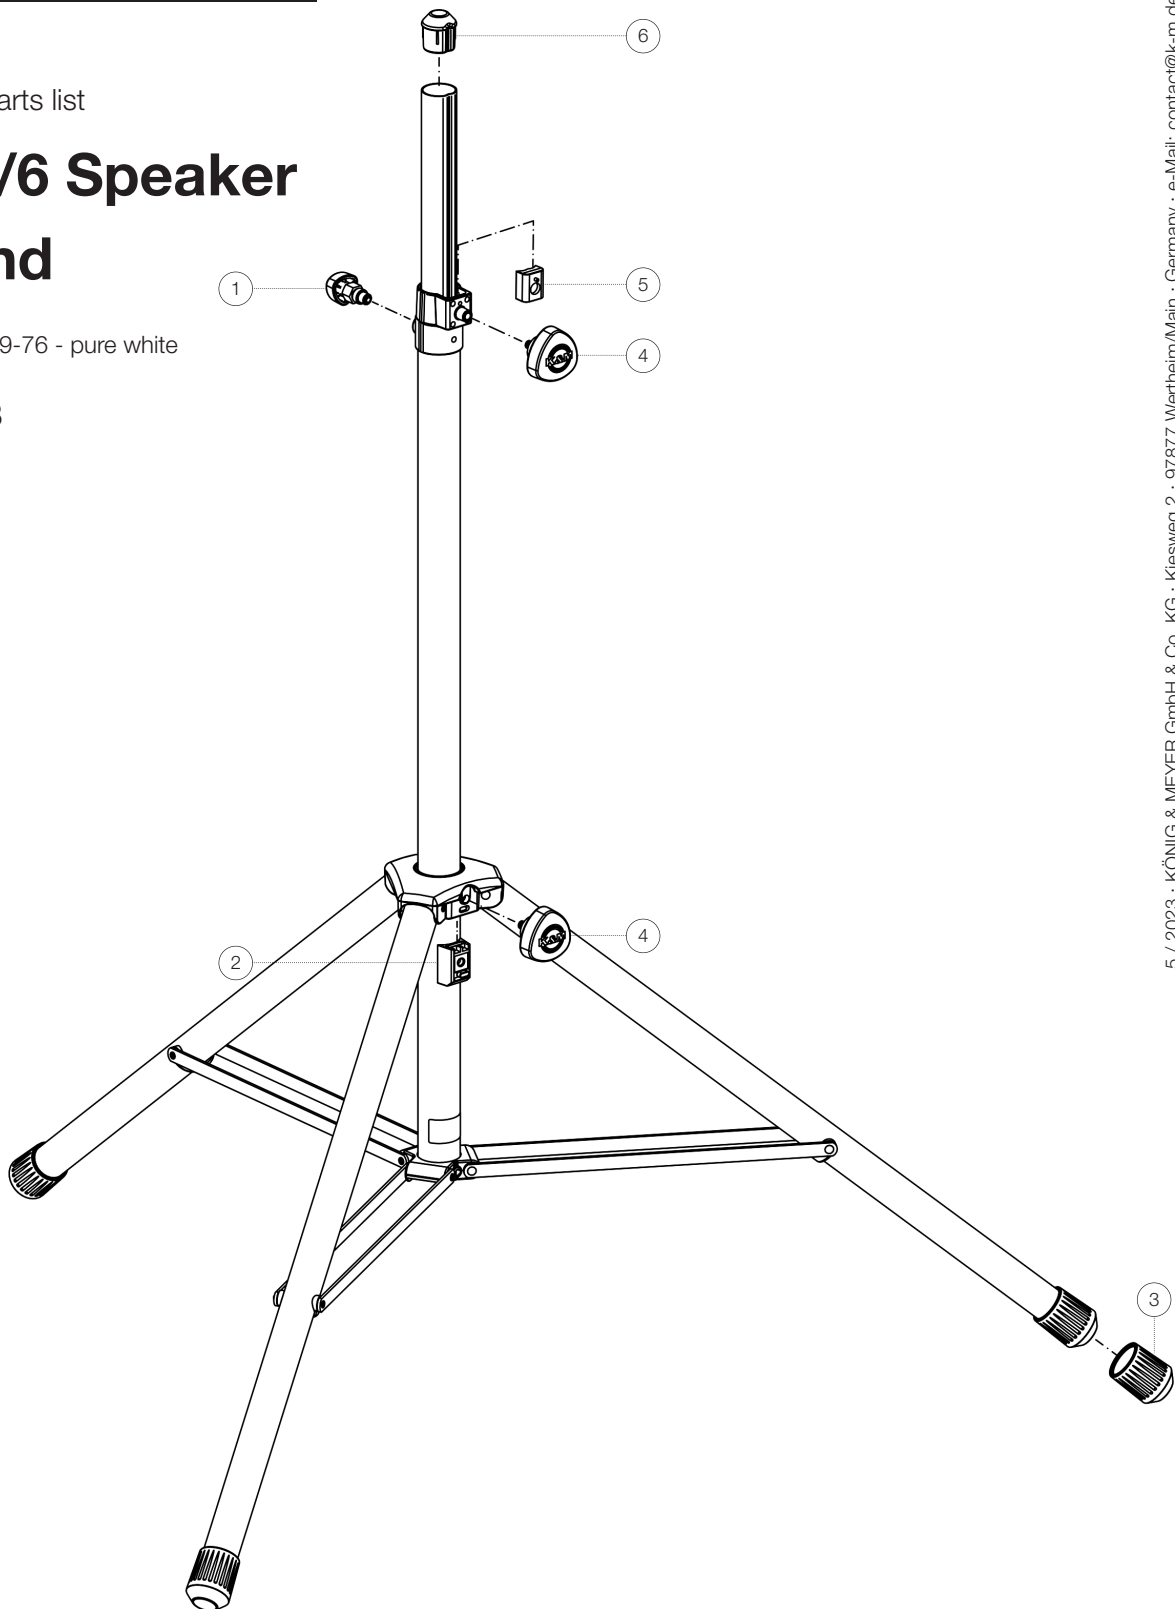 arts list
/6 Speaker
nd
9-76 - pure white
6
1
5
4
2
4
3
K&M
K&M
5 / 2023 · KÖNIG & MEYER GmbH & Co. KG · Kiesweg 2 · 97877 Wertheim/Main · Germany · e-Mail: contact@k-m.de